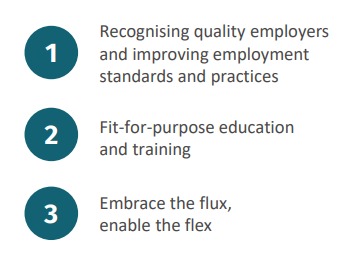 1
Recognising quality employers
and improving employment
standards and practices
2
Fit-for-purpose education
and training
3
Embrace the flux,
enable the flex